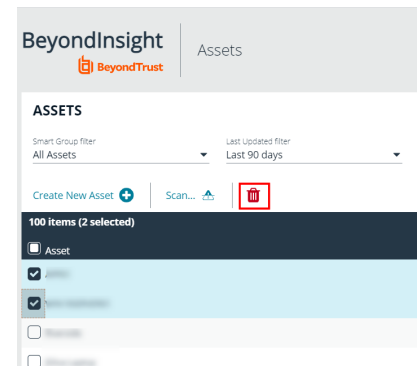 BeyondInsight
Assets
BeyondTrust
ASSETS
Smart Group filter
Last Updated filter
All Assets
Last 90 days
Create New Asset
Scan...
100 items (2 selected)
Asset